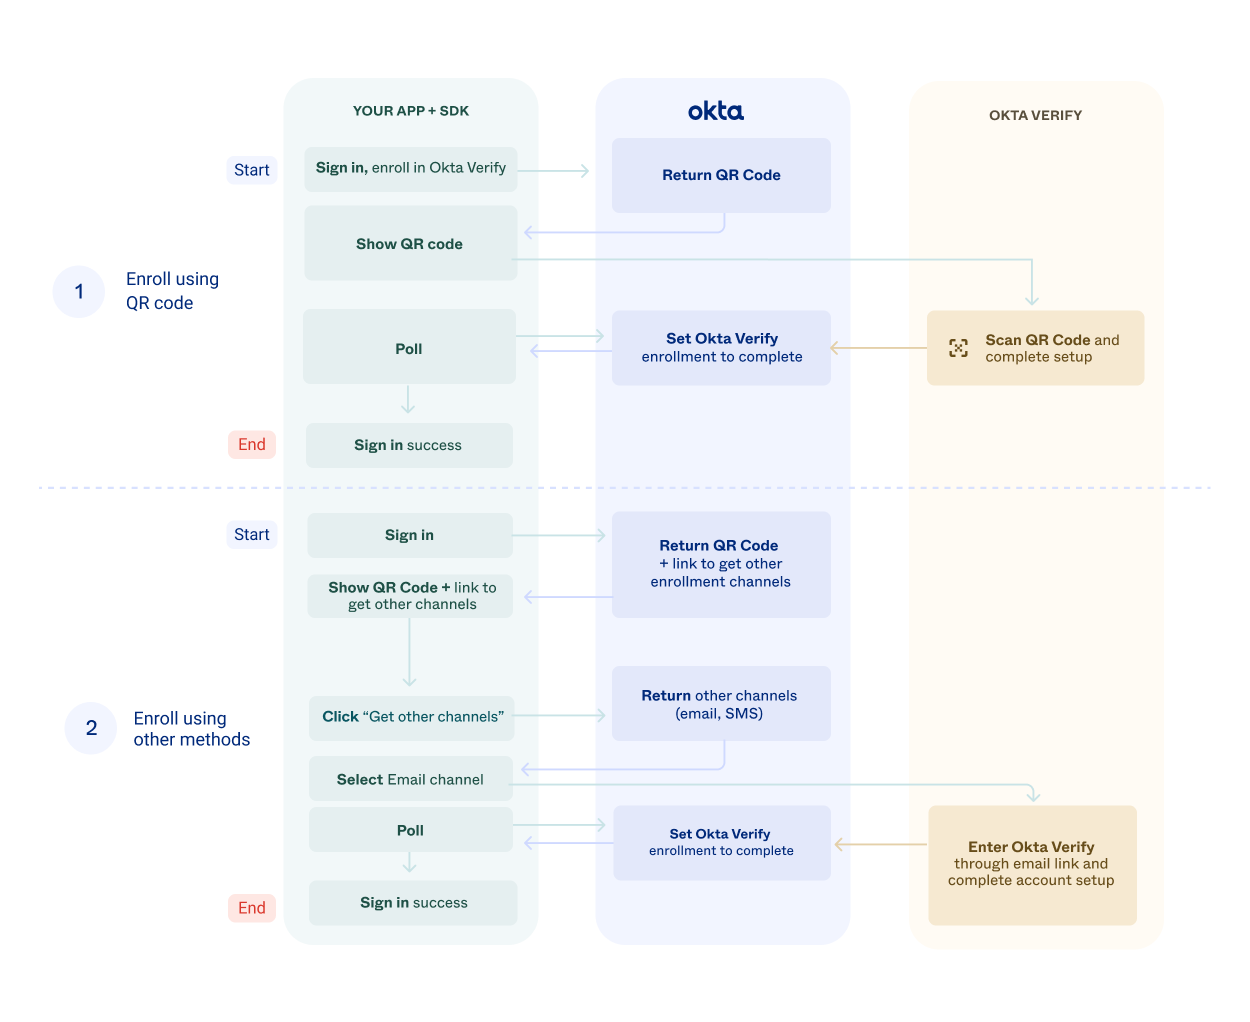 YOUR APP + SDK
okta
OKTA VERIFY
Start
Sign in, enroll in Okta Verify
Return QR Code
Show QR code
1
Enroll using
QR code
Poll
Set Okta Verify
enrollment to complete
Scan QR Code and
complete setup
End
Sign in success
Start
Sign in
Return QR Code
+ link to get other
enrollment channels
Show QR Code + link to
get other channels
Click “Get other channels”
Return other channels
(email, SMS)
2
Enroll using
other methods
Select Email channel
Poll
Set Okta Verify
enrollment to complete
Enter Okta Verify
through email link and
complete account setup
End
Sign in success